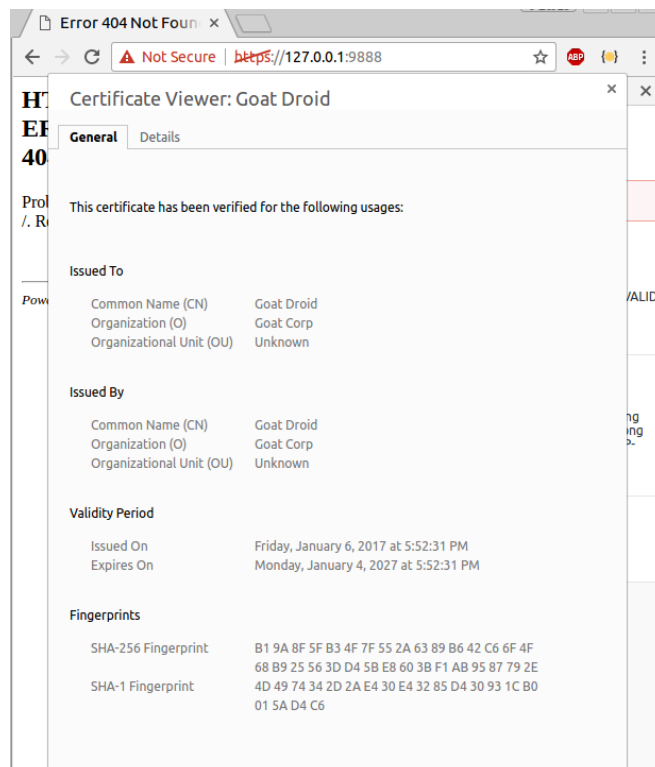 Error 404 Not Foun
Not Secure | https://127.0.0.1:9888
ABP
Certificate Viewer: Goat Droid
General Details
40
/. R
This certificate has been verified for the following usages:
Issued To
Common Name (CN) Goat Droid
Organization (O) Goat Corp
Organizational Unit (OU) Unknown
Issued By
Common Name (CN) Goat Droid
Organization (O) Goat Corp
Organizational Unit (OU) Unknown
Validity Period
Issued On Friday, January 6, 2017 at 5:52:31 PM
Expires On Monday, January 4, 2027 at 5:52:31 PM
Fingerprints
SHA-256 Fingerprint B1 9A 8F 5F B3 4F 7F 55 2A 63 89 B6 42 C6 6F 4F
68 B9 25 56 3D D4 5B E8 60 3B F1 AB 95 87 79 2E
SHA-1 Fingerprint 4D 49 74 34 2D 2A E4 30 E4 32 85 D4 30 93 1C B0
01 5A D4 C6